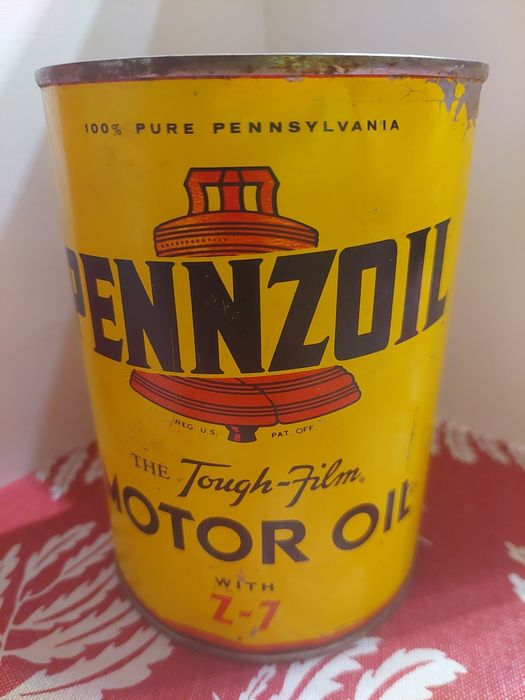 100% PURE PENNSYLVANIA
PENNZOIL
REG. U.S. PAT. OFF.
THE Tough-Film®
MOTOR OIL
WITH
Z-7